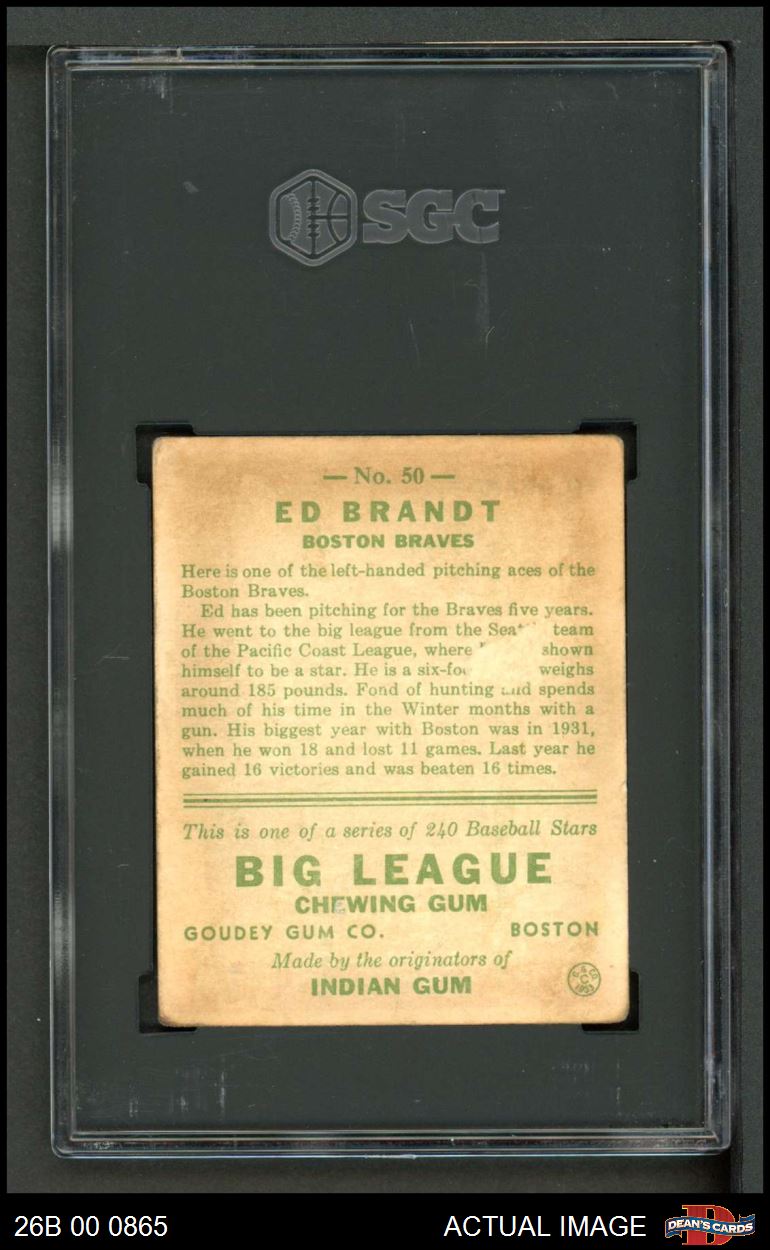 SGC
— No. 50 —
ED BRANDT
BOSTON BRAVES
Here is one of the left-handed pitching aces of the
Boston Braves.
Ed has been pitching for the Braves five years.
He went to the big league from the team
of the Pacific Coast League, where shown
himself to be a star. He is a weighs
around 185 pounds. Fond of hunting and spends
much of his time in the Winter months with a
gun. His biggest year with Boston was in 1931,
when he won 18 and lost 11 games. Last year he
gained 16 victories and was beaten 16 times.
This is one of a series of 240 Baseball Stars
BIG LEAGUE
CHEWING GUM
GOUDEY GUM CO. BOSTON
Made by the originators of
INDIAN GUM
26B 00 0865
ACTUAL IMAGE
DEAN'S CARDS